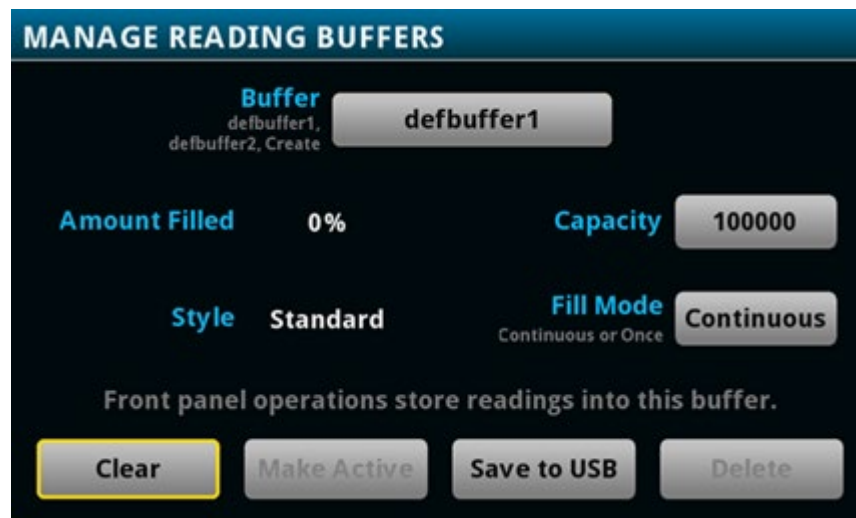 MANAGE READING BUFFERS
Buffer
defbuffer1,
defbuffer2, Create
defbuffer1
Amount Filled 0% Capacity 100000
Style Standard Fill Mode Continuous
Continuous or Once
Front panel operations store readings into this buffer.
Clear Make Active Save to USB Delete